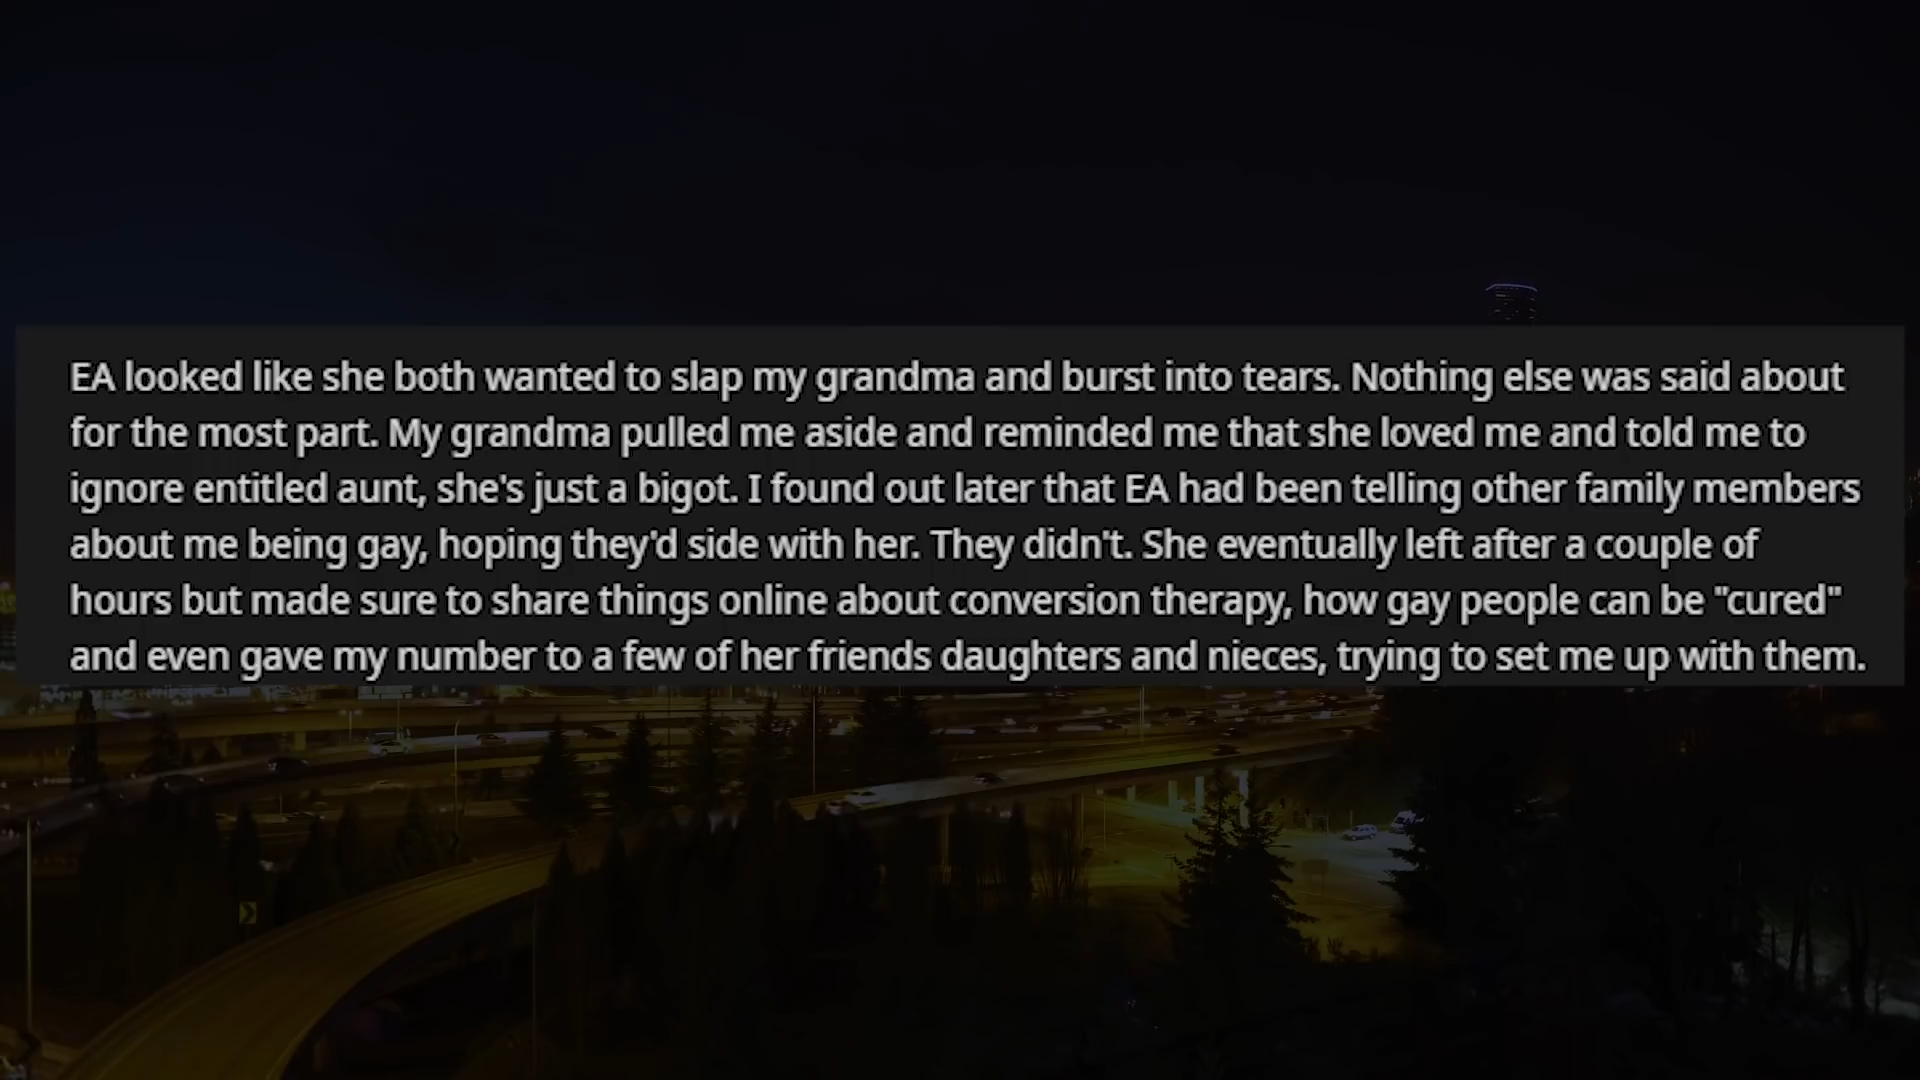 EA looked like she both wanted to slap my grandma and burst into tears. Nothing else was said about
for the most part. My grandma pulled me aside and reminded me that she loved me and told me to
ignore entitled aunt, she's just a bigot. I found out later that EA had been telling other family members
about me being gay, hoping they'd side with her. They didn't. She eventually left after a couple of
hours but made sure to share things online about conversion therapy, how gay people can be "cured"
and even gave my number to a few of her friends daughters and nieces, trying to set me up with them.